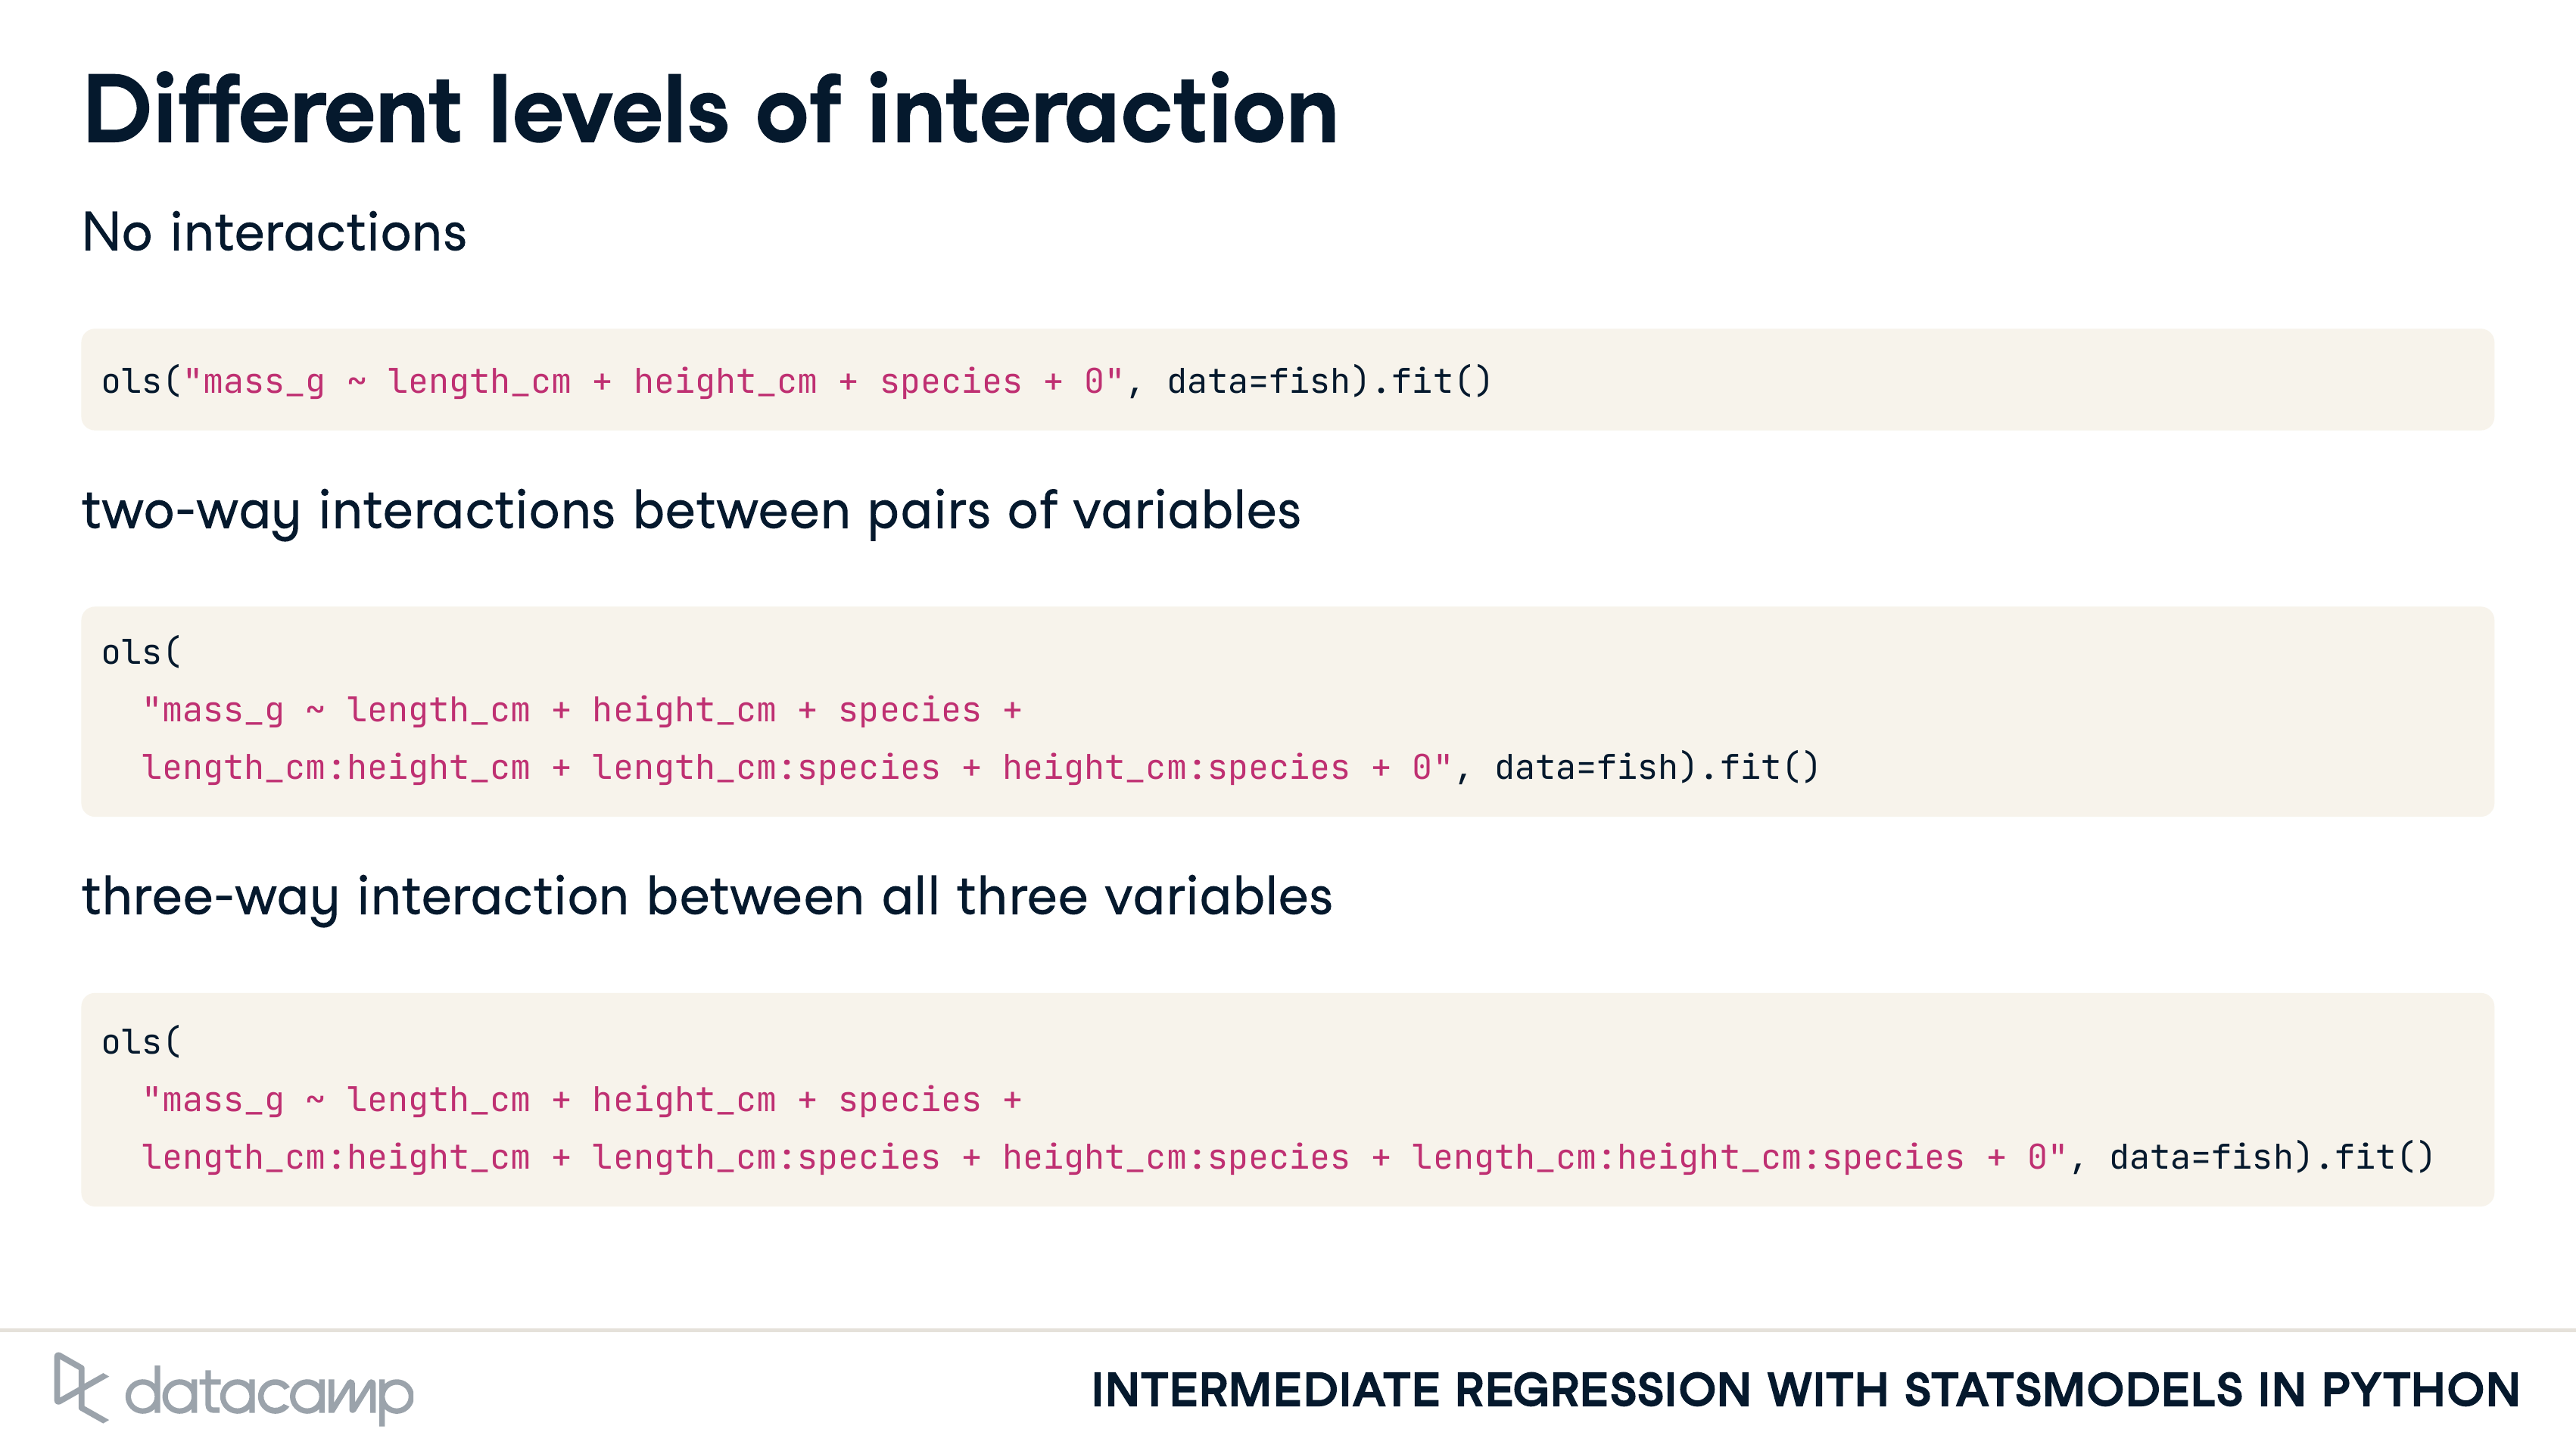 Different levels of interaction
No interactions
ols("mass_g ~ length_cm + height_cm + species + 0", data=fish).fit()
two-way interactions between pairs of variables
ols(
"mass_g ~ length_cm + height_cm + species +
length_cm:height_cm + length_cm:species + height_cm:species + 0", data=fish).fit()
three-way interaction between all three variables
ols(
"mass_g ~ length_cm + height_cm + species +
length_cm:height_cm + length_cm:species + height_cm:species + length_cm:height_cm:species + 0", data=fish).fit()
datacamp
INTERMEDIATE REGRESSION WITH STATSMODELS IN PYTHON